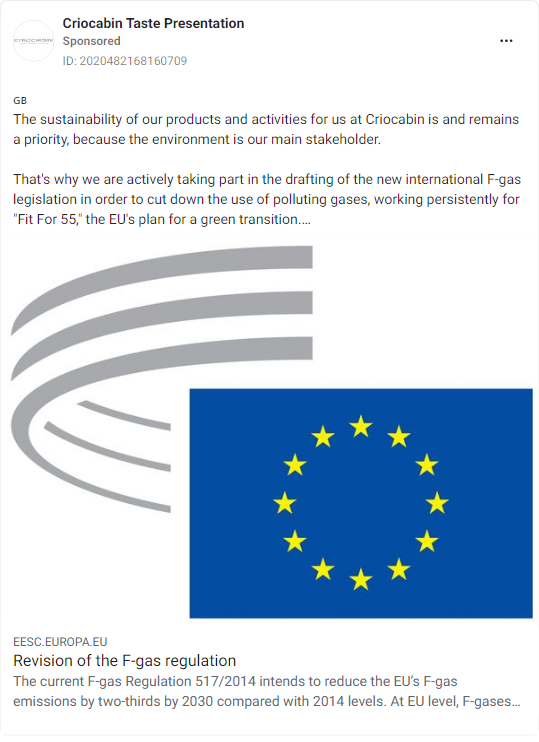 Criocabin Taste Presentation
Sponsored
ID: 2020482168160709
GB
The sustainability of our products and activities for us at Criocabin is and remains
a priority, because the environment is our main stakeholder.
That's why we are actively taking part in the drafting of the new international F-gas
legislation in order to cut down the use of polluting gases, working persistently for
"Fit For 55," the EU's plan for a green transition....
EESC.EUROPA.EU
Revision of the F-gas regulation
The current F-gas Regulation 517/2014 intends to reduce the EU’s F-gas
emissions by two-thirds by 2030 compared with 2014 levels. At EU level, F-gases...